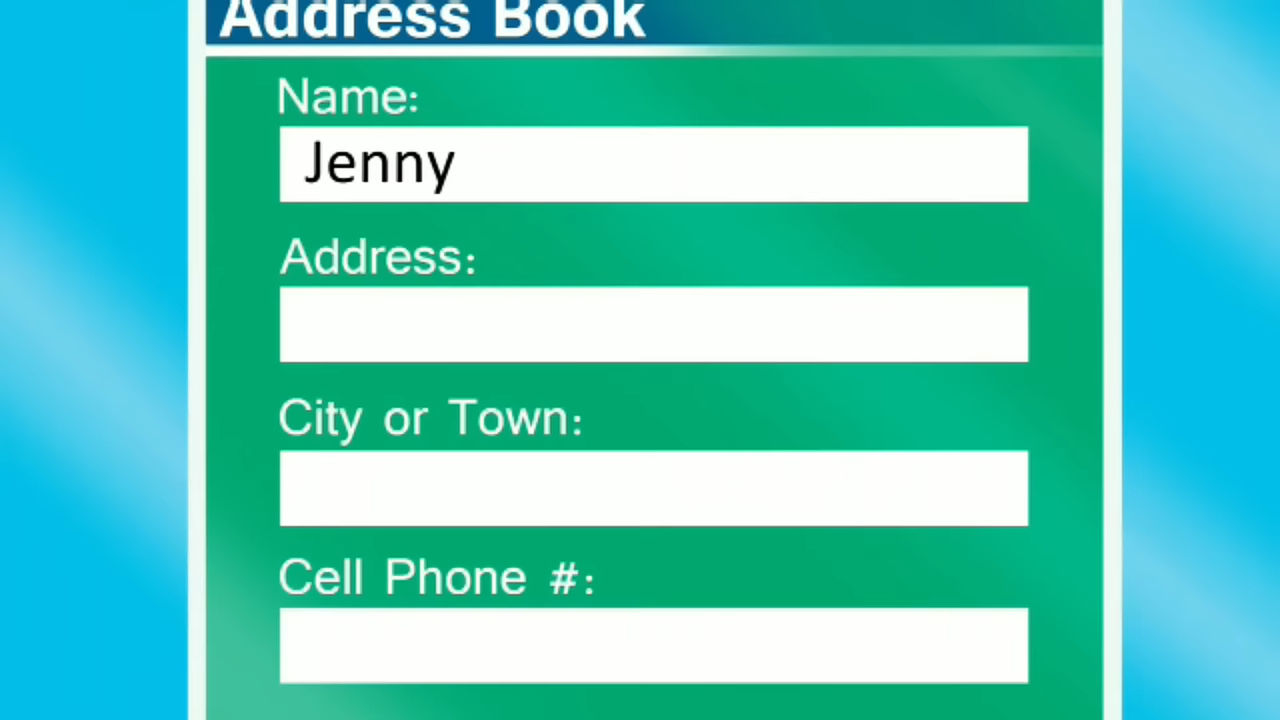 Address Book
Name:
Jenny
Address:
City or Town:
Cell Phone #: